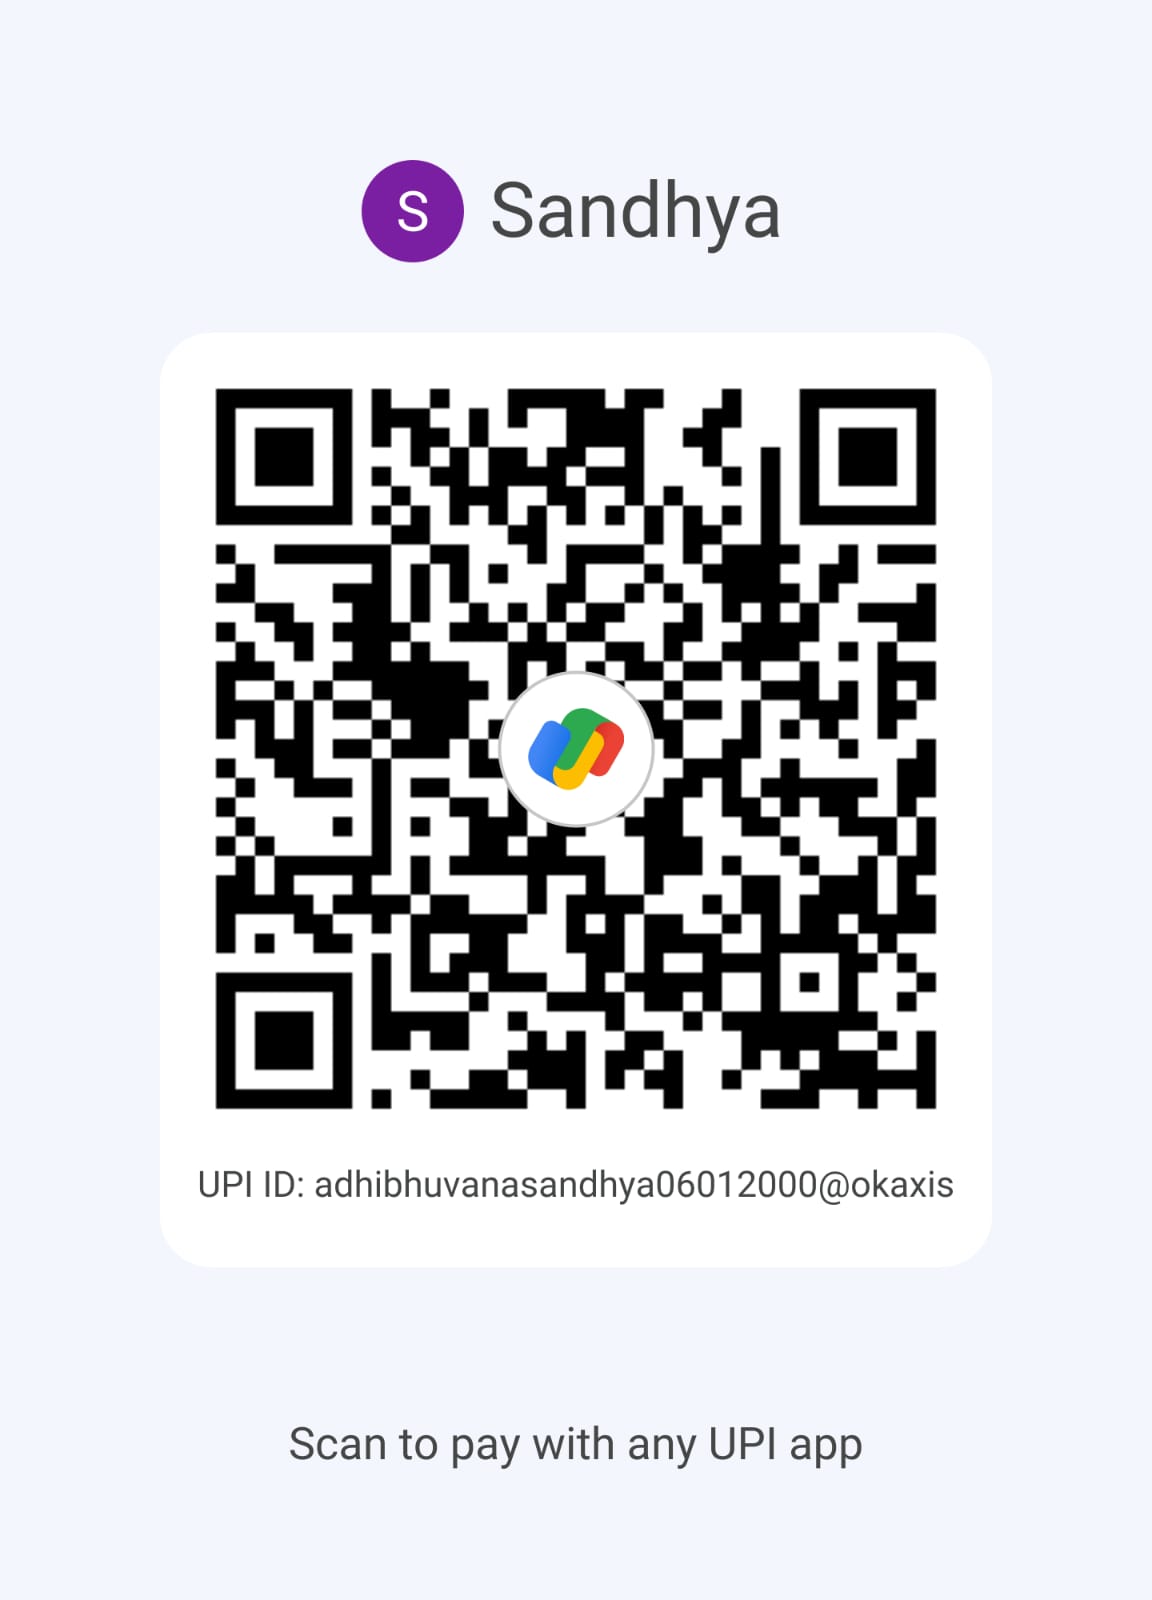 S Sandhya
UPI ID: adhibhuvanasandhya06012000@okaxis
Scan to pay with any UPI app